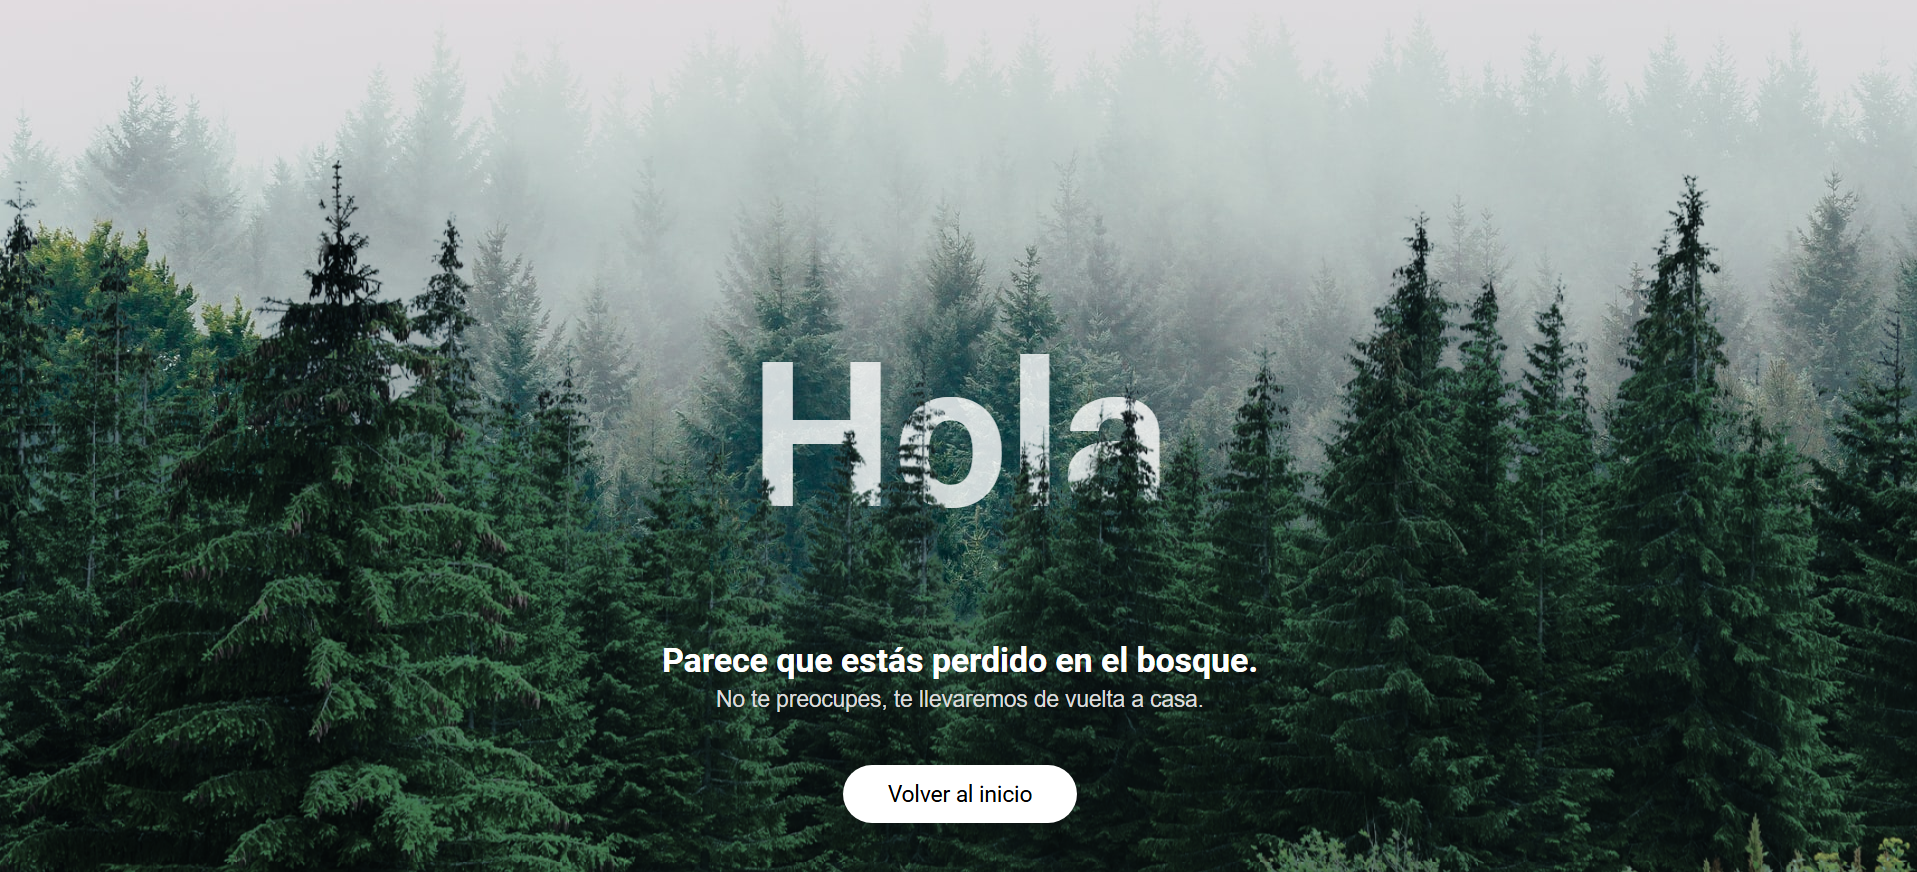 Hola
Parece que estás perdido en el bosque.
No te preocupes, te llevaremos de vuelta a casa.
Volver al inicio